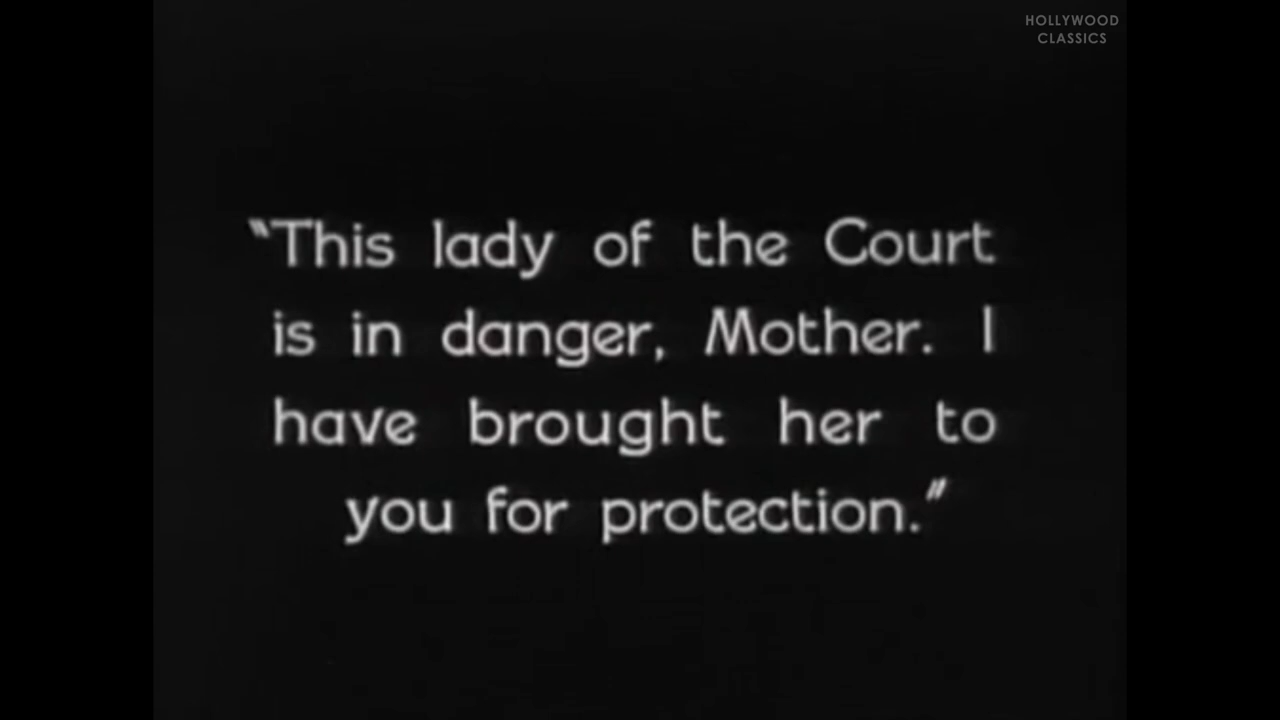 HOLLYWOOD
CLASSICS
"This lady of the Court
is in danger, Mother. I
have brought her to
you for protection."